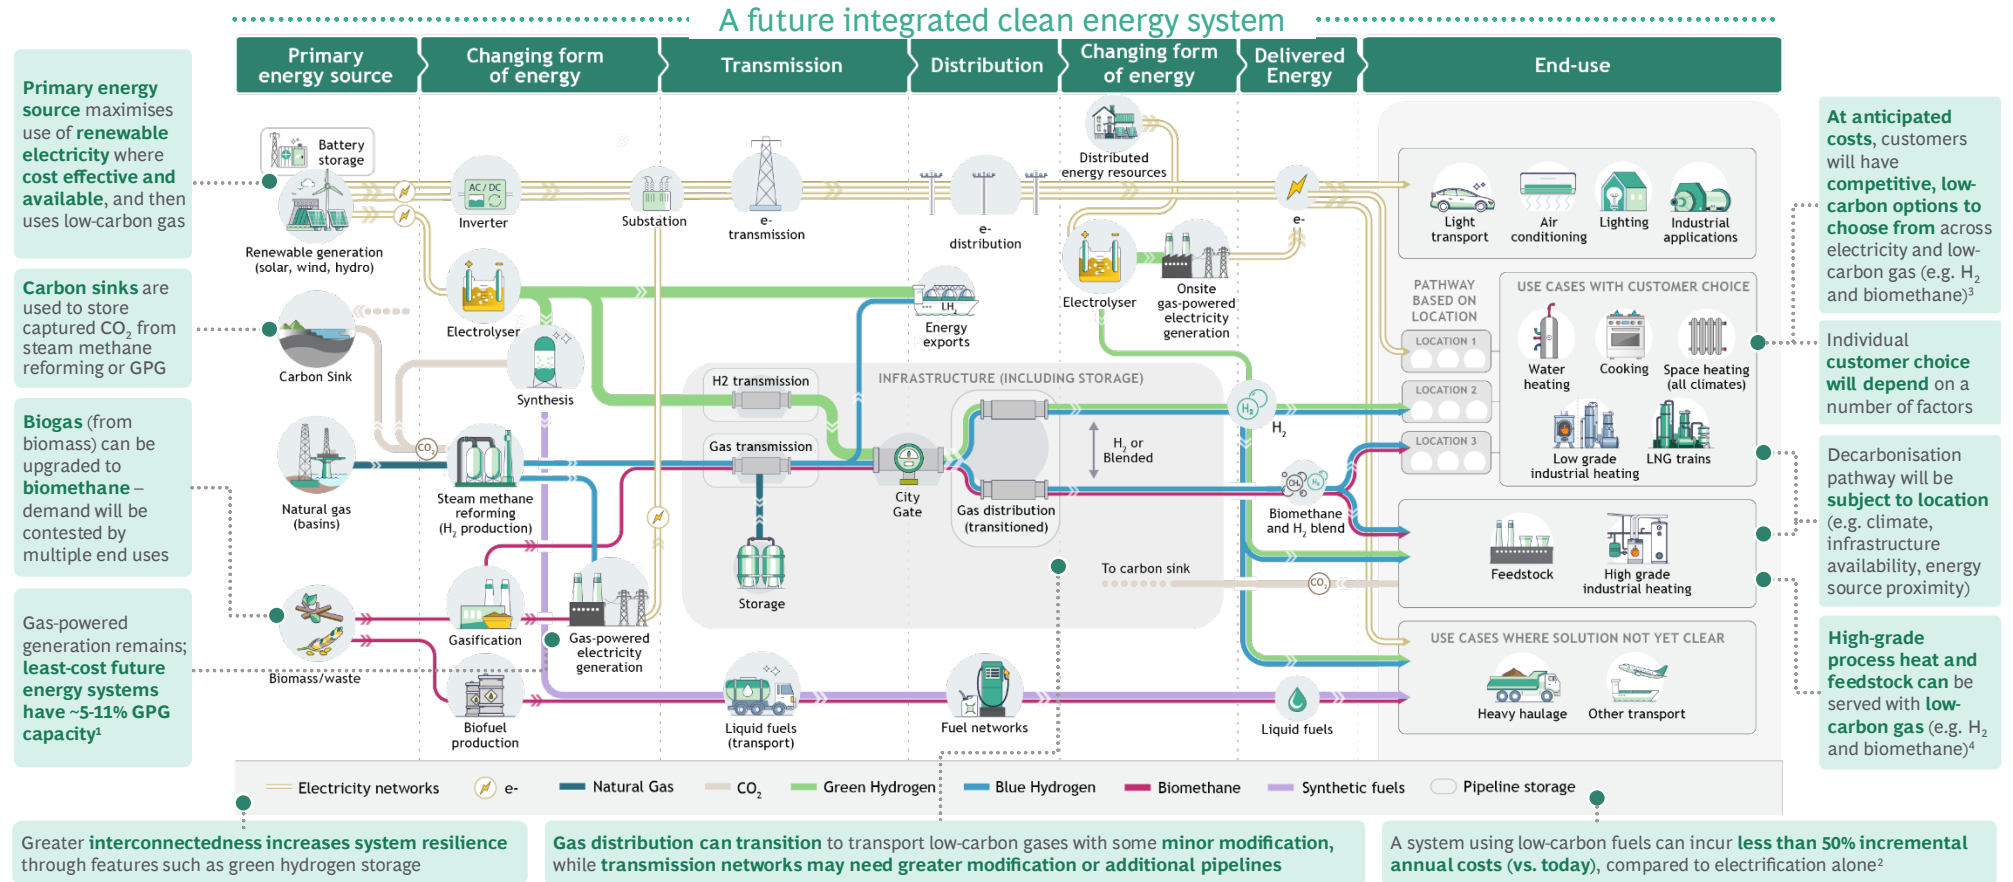 A future integrated clean energy system
Primary
energy source
Changing form
of energy
Transmission
Distribution
Changing form
of energy
Delivered
Energy
End-use
Primary energy
source maximises
use of renewable
electricity where
cost effective and
available, and then
uses low-carbon gas
Carbon sinks are
used to store
captured CO₂ from
steam methane
reforming or GPG
Biogas (from
biomass) can be
upgraded to
biomethane –
demand will be
contested by
multiple end uses
Gas-powered
generation remains;
least-cost future
energy systems
have ~5-11% GPG
capacity¹
Battery
storage
Renewable generation
(solar, wind, hydro)
Carbon Sink
Natural gas
(basins)
Biomass/waste
AC / DC
Inverter
Electrolyser
Synthesis
CO₂
Steam methane
reforming
(H₂ production)
Gasification
Gas-powered
electricity
generation
Biofuel
production
Substation
e-
transmission
e-
distribution
LH₂
Energy
exports
INFRASTRUCTURE (INCLUDING STORAGE)
H2 transmission
Gas transmission
Storage
City
Gate
H₂ or
Blended
Gas distribution
(transitioned)
Liquid fuels
(transport)
Fuel networks
Distributed
energy resources
Electrolyser
Onsite
gas-powered
electricity
generation
To carbon sink
CO₂
e-
H₂
H₂
CH₄
H₂
Biomethane
and H₂ blend
Liquid fuels
Light
transport
Air
conditioning
Lighting
Industrial
applications
PATHWAY
BASED ON
LOCATION
LOCATION 1
LOCATION 2
LOCATION 3
USE CASES WITH CUSTOMER CHOICE
Water
heating
Cooking
Space heating
(all climates)
Low grade
industrial heating
LNG trains
Feedstock
High grade
industrial heating
USE CASES WHERE SOLUTION NOT YET CLEAR
Heavy haulage
Other transport
At anticipated
costs, customers
will have
competitive, low-
carbon options to
choose from across
electricity and low-
carbon gas (e.g. H₂
and biomethane)³
Individual
customer choice
will depend on a
number of factors
Decarbonisation
pathway will be
subject to location
(e.g. climate,
infrastructure
availability, energy
source proximity)
High-grade
process heat and
feedstock can be
served with low-
carbon gas (e.g. H₂
and biomethane)⁴
Electricity networks
e-
Natural Gas
CO₂
Green Hydrogen
Blue Hydrogen
Biomethane
Synthetic fuels
Pipeline storage
Greater interconnectedness increases system resilience
through features such as green hydrogen storage
Gas distribution can transition to transport low-carbon gases with some minor modification,
while transmission networks may need greater modification or additional pipelines
A system using low-carbon fuels can incur less than 50% incremental
annual costs (vs. today), compared to electrification alone²